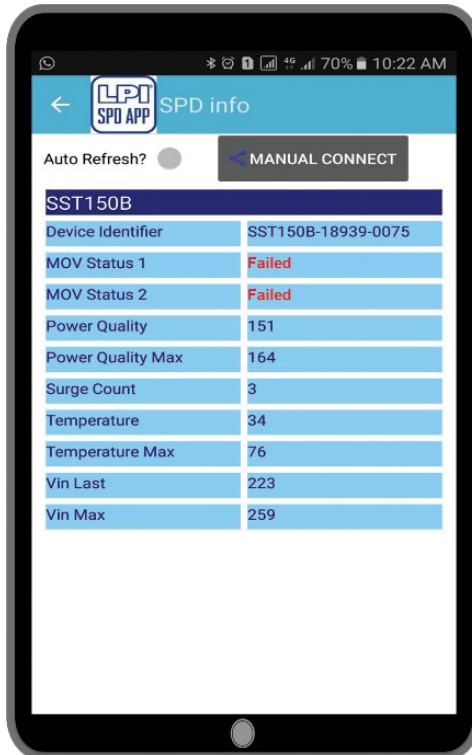 1 4G 70% 10:22 AM
LPI SPD APP SPD info
Auto Refresh? MANUAL CONNECT
SST150B
Device Identifier SST150B-18939-0075
MOV Status 1 Failed
MOV Status 2 Failed
Power Quality 151
Power Quality Max 164
Surge Count 3
Temperature 34
Temperature Max 76
Vin Last 223
Vin Max 259